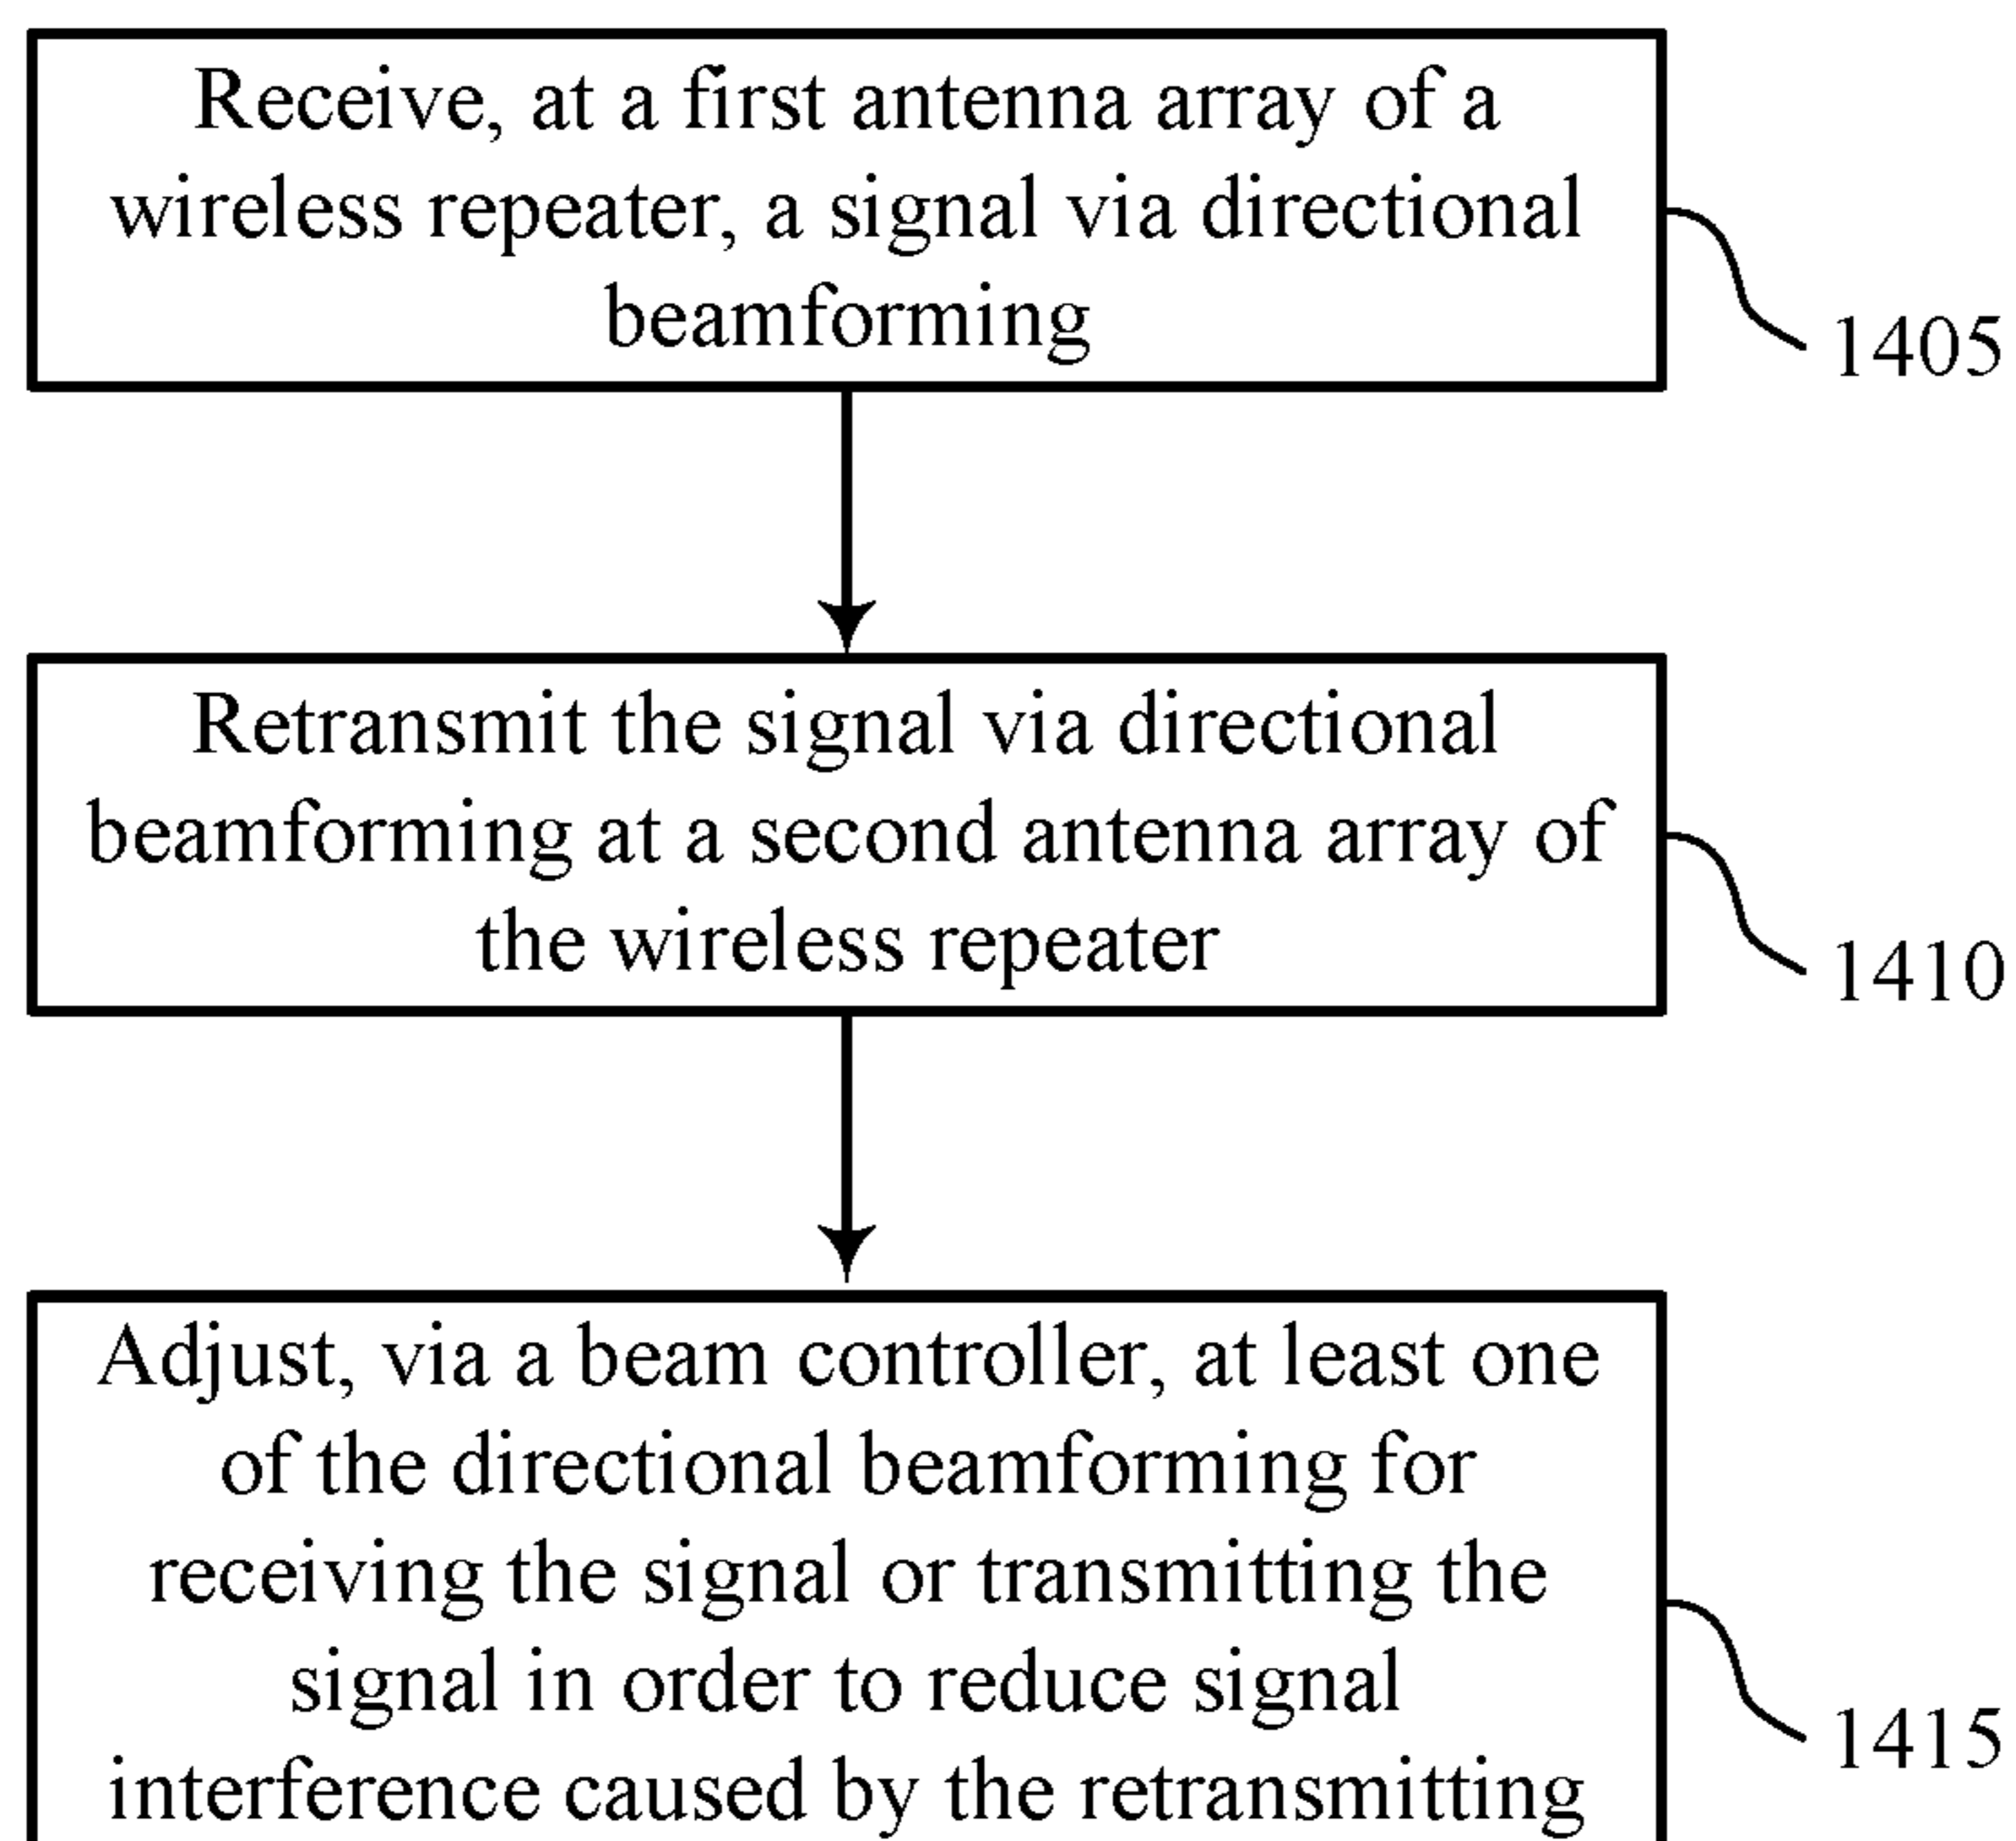 Receive, at a first antenna array of a
wireless repeater, a signal via directional
beamforming
1405
Retransmit the signal via directional
beamforming at a second antenna array of
the wireless repeater
1410
Adjust, via a beam controller, at least one
of the directional beamforming for
receiving the signal or transmitting the
signal in order to reduce signal
interference caused by the retransmitting
1415